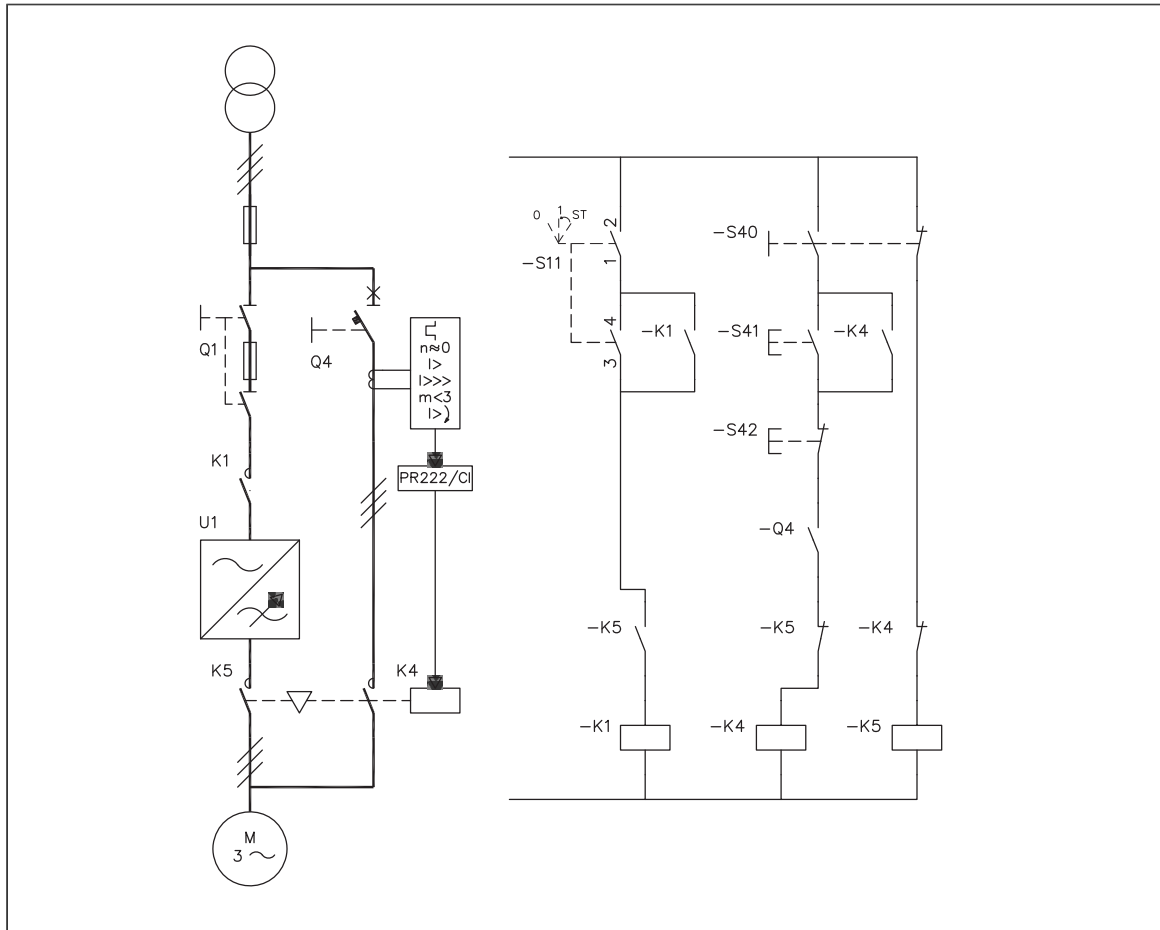 Q1
Q4
n≈0
I>
I>>>
m<3
I>
K1
PR222/CI
U1
K5
K4
M
3
0
1
ST
2
-S11
1
4
-K1
3
-S40
-S41
-K4
-S42
-Q4
-K5
-K5
-K4
-K1
-K4
-K5